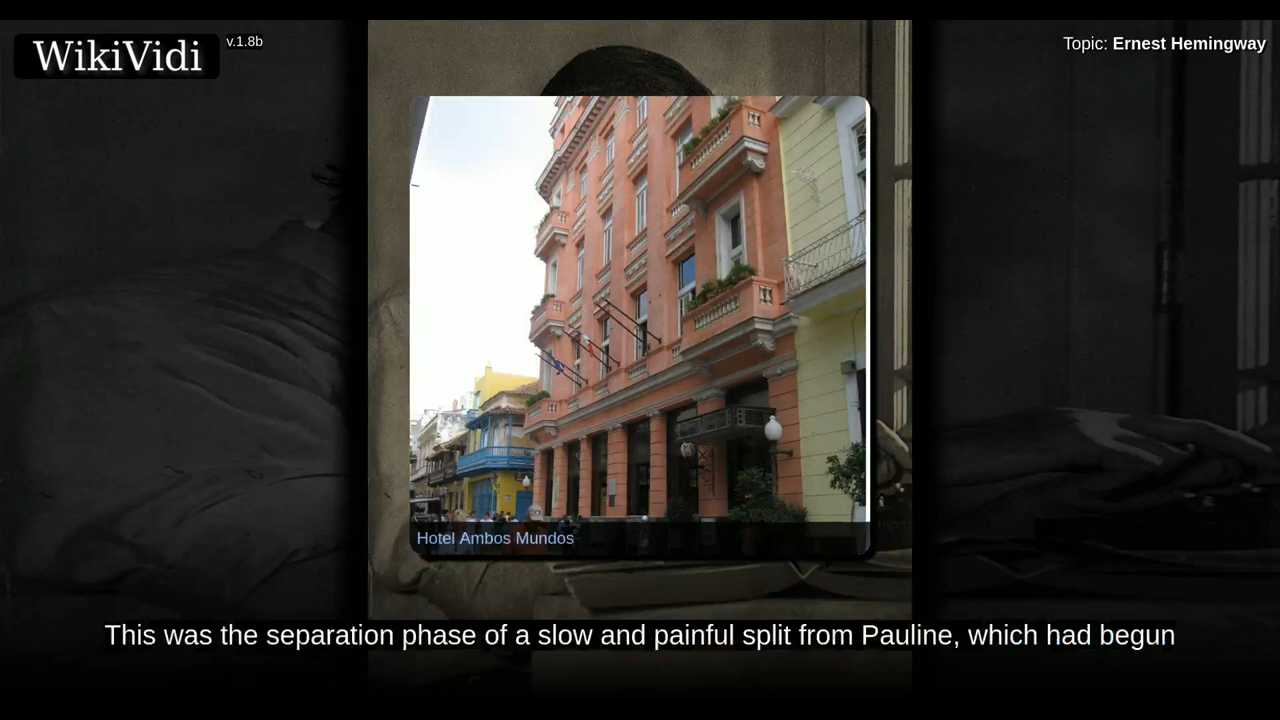 WikiVidi
v.1.8b
Topic: Ernest Hemingway
Hotel Ambos Mundos
This was the separation phase of a slow and painful split from Pauline, which had begun